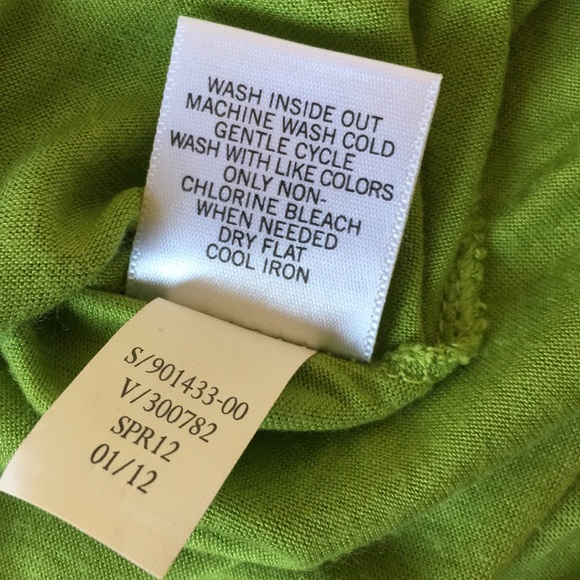 WASH INSIDE OUT
MACHINE WASH COLD
GENTLE CYCLE
WASH WITH LIKE COLORS
ONLY NON-
CHLORINE BLEACH
WHEN NEEDED
DRY FLAT
COOL IRON
S/901433-00
V/300782
SPR12
01/12